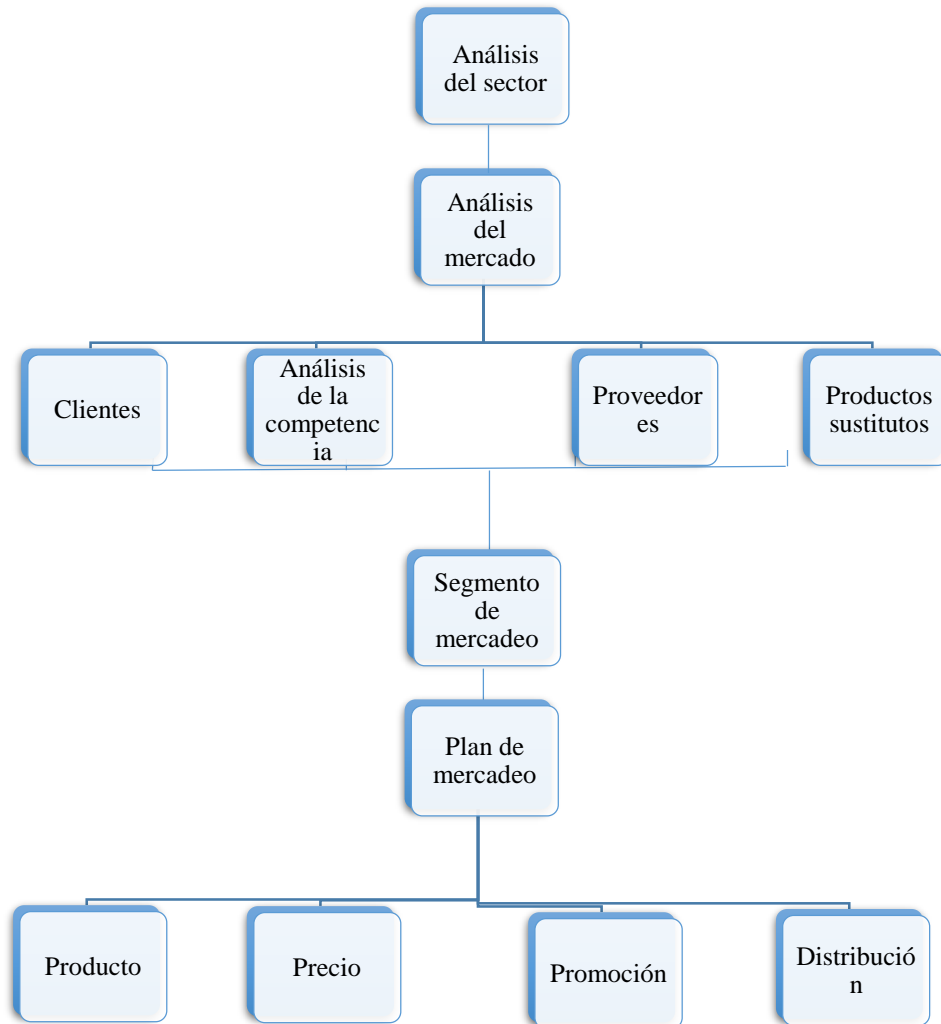 Análisis
del sector
Análisis
del
mercado
Clientes
Análisis
de la
competenc
ia
Proveedor
es
Productos
sustitutos
Segmento
de
mercadeo
Plan de
mercadeo
Producto
Precio
Promoción
Distribució
n